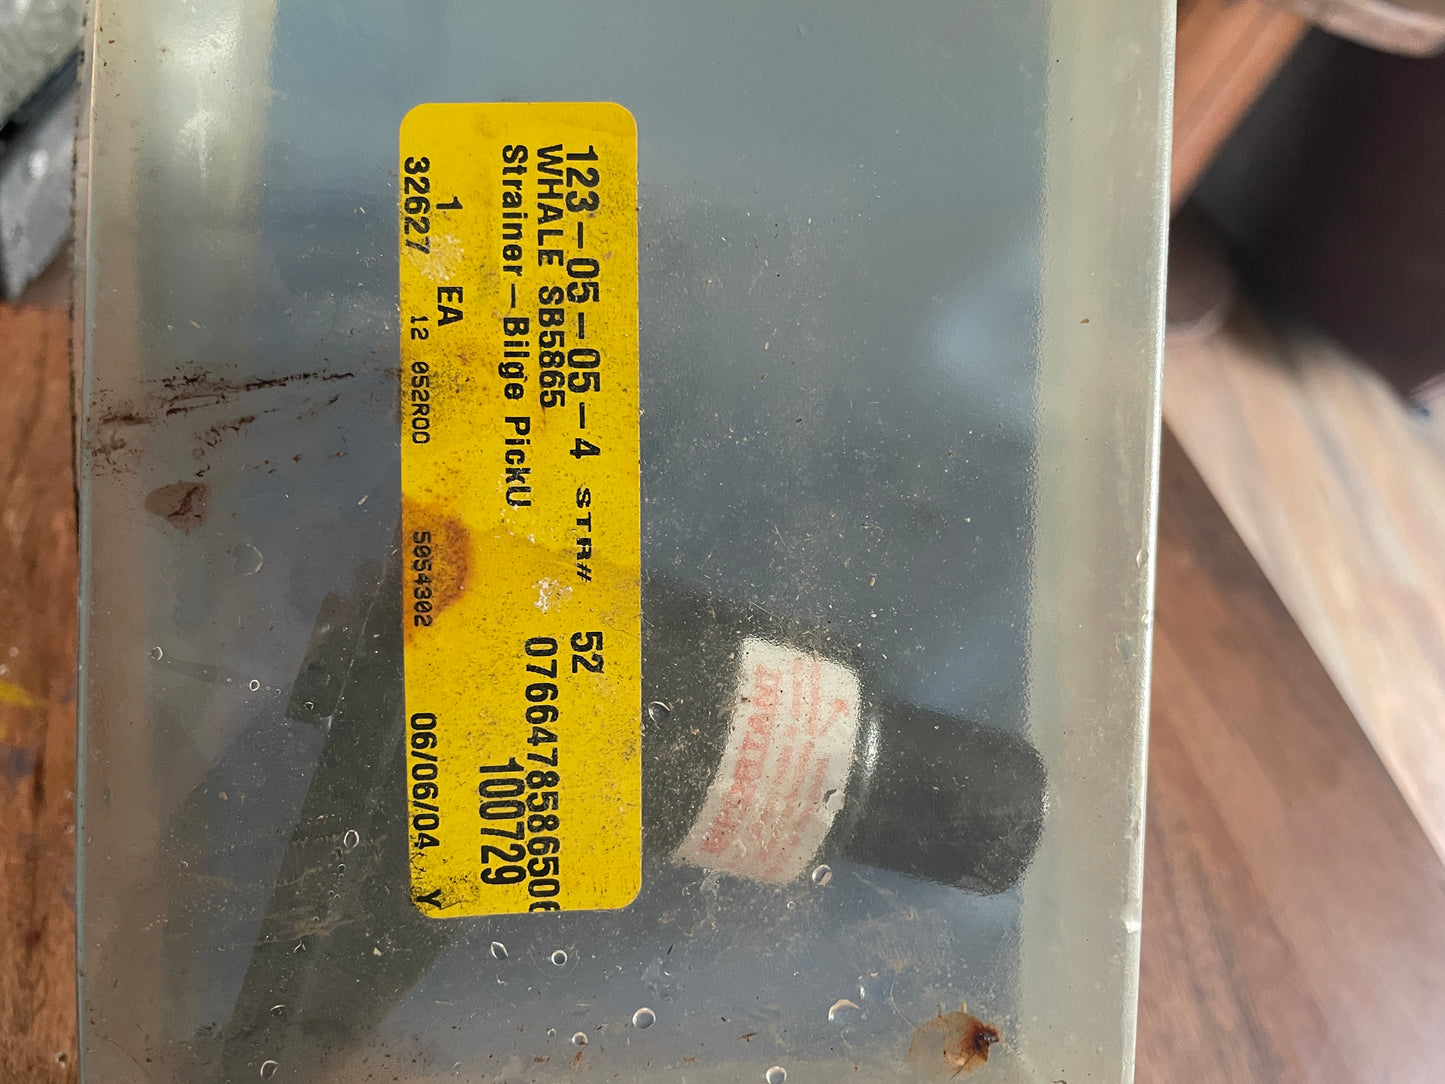 123-05-05-4 STR# 52
WHALE SB5865 076647858650
Strainer-Bilge PickU
100729
1 EA
32627 12 052R00 5054302 06/06/04 Y
IMPORTANT